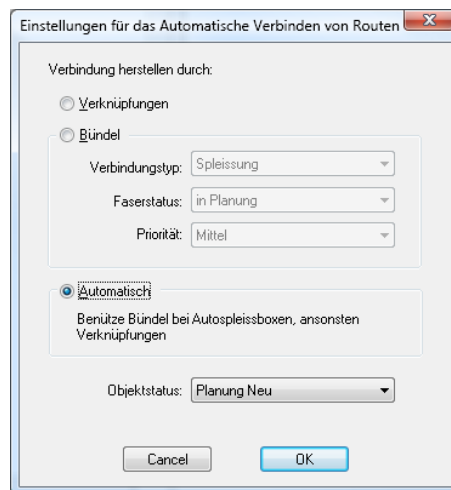 Einstellungen für das Automatische Verbinden von Routen
Verbindung herstellen durch:
Verknüpfungen
Bündel
Verbindungstyp: Spleissung
Faserstatus: in Planung
Priorität: Mittel
Automatisch
Benütze Bündel bei Autospleissboxen, ansonsten
Verknüpfungen
Objektstatus: Planung Neu
Cancel OK